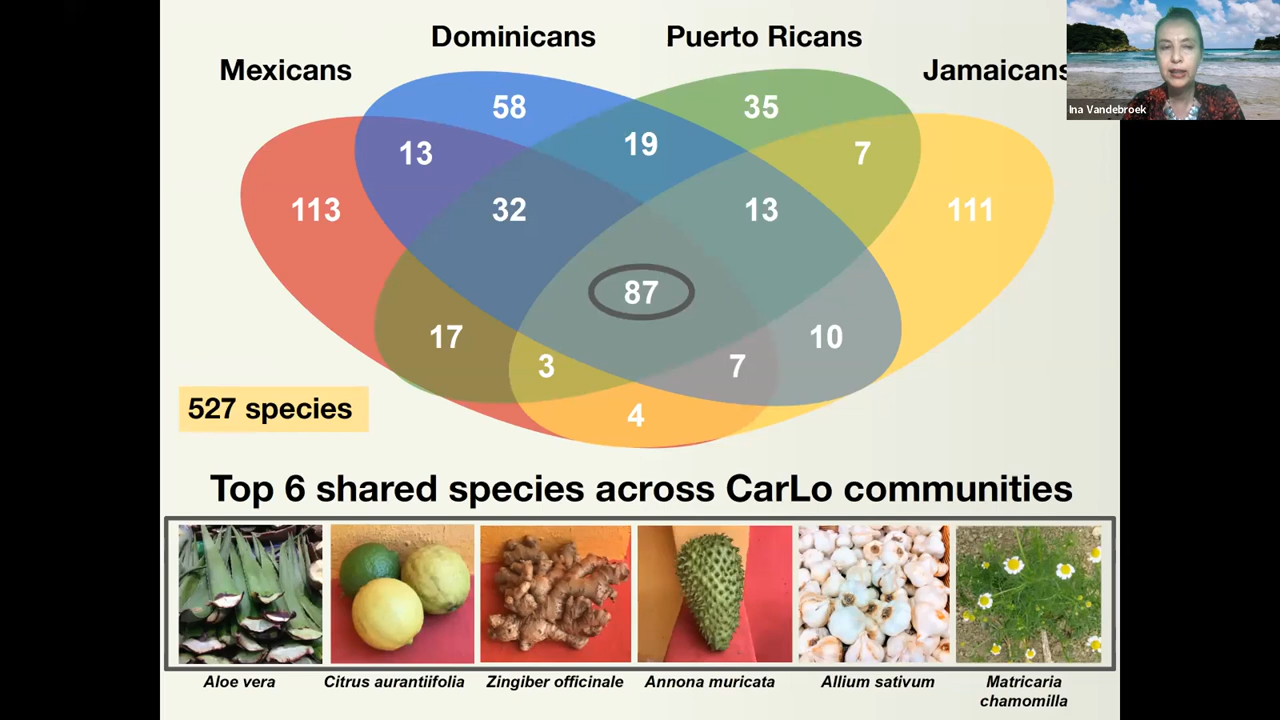 Dominicans
Puerto Ricans
Mexicans
Jamaicans
Ina Vandebroek
58
35
13
19
7
113
32
13
111
87
17
3
7
10
4
527 species
Top 6 shared species across CarLo communities
Aloe vera
Citrus aurantiifolia
Zingiber officinale
Annona muricata
Allium sativum
Matricaria
chamomilla